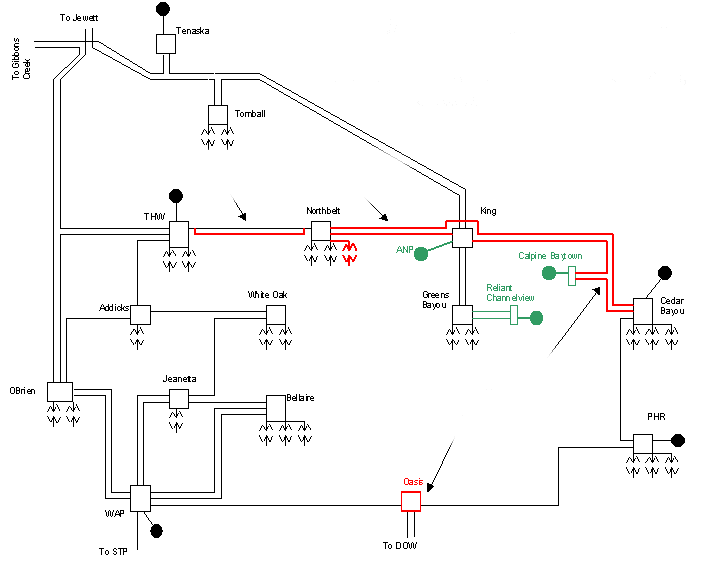 To Jewett
Tenaska
To Gibbons
Creek
Tomball
THW
Northbelt
King
ANP
Calpine Baytown
Reliant
Channelview
Greens
Bayou
Cedar
Bayou
Addicks
White Oak
Jeanetta
OBrien
Bellaire
PHR
Oasis
WAP
To STP
To DOW